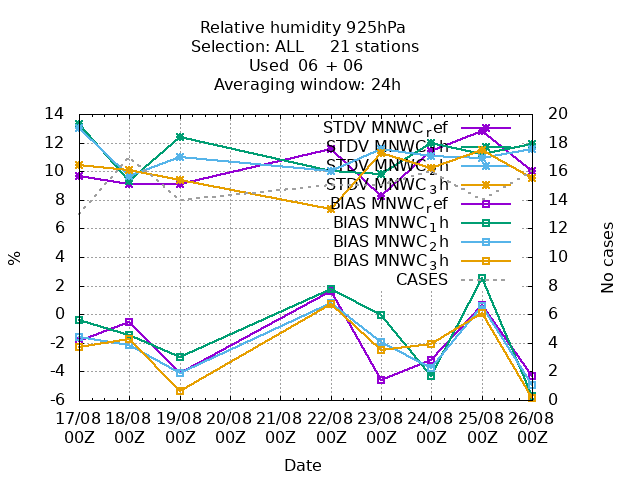 Relative humidity 925hPa
Selection: ALL 21 stations
Used 06 + 06
Averaging window: 24h
14 20
12 18
10 16
8 14
6 12
4 10
2 8
0 6
-2 4
-4 2
-6 0
%
No cases
STDV MNWC_ref
STDV MNWC_1h
STDV MNWC_2h
STDV MNWC_3h
BIAS MNWC_ref
BIAS MNWC_1h
BIAS MNWC_2h
BIAS MNWC_3h
CASES
17/08 18/08 19/08 20/08 21/08 22/08 23/08 24/08 25/08 26/08
00Z 00Z 00Z 00Z 00Z 00Z 00Z 00Z 00Z 00Z
Date